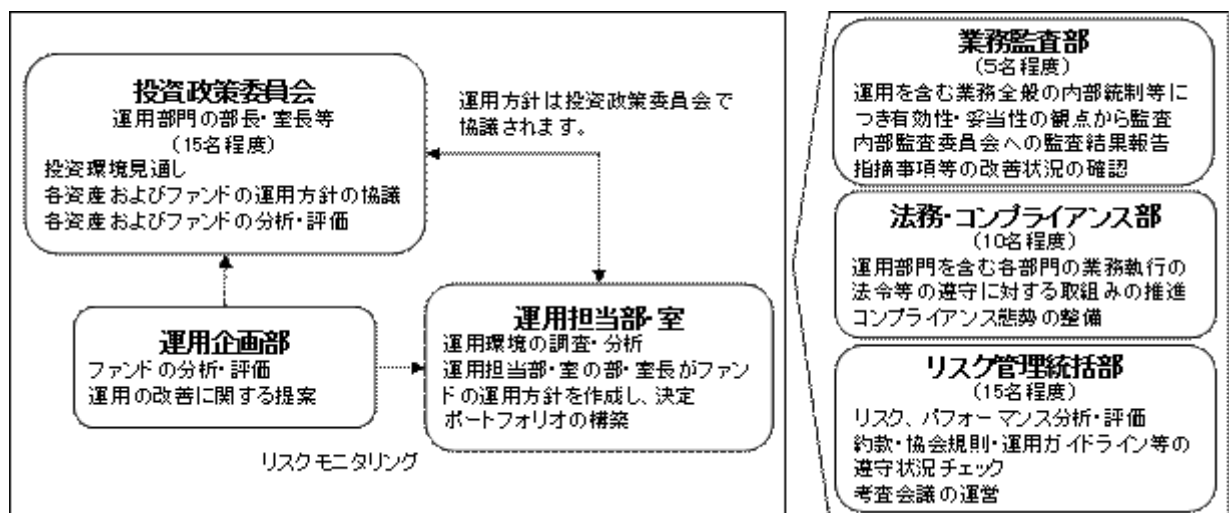 投資政策委員会
運用部門の部長・室長等
(15名程度)
投資環境見通し
各資産およびファンドの運用方針の協議
各資産およびファンドの分析・評価
運用方針は投資政策委員会で
協議されます。
運用企画部
ファンドの分析・評価
運用の改善に関する提案
運用担当部・室
運用環境の調査・分析
運用担当部・室の部・室長がファン
ドの運用方針を作成し、決定
ポートフォリオの構築
リスクモニタリング
業務監査部
(5名程度)
運用を含む業務全般の内部統制等に
つき有効性・妥当性の観点から監査
内部監査委員会への監査結果報告
指摘事項等の改善状況の確認
法務・コンプライアンス部
(10名程度)
運用部門を含む各部門の業務執行の
法令等の遵守に対する取組みの推進
コンプライアンス態勢の整備
リスク管理統括部
(15名程度)
リスク、パフォーマンス分析・評価
約款・協会規則・運用ガイドライン等の
遵守状況チェック
考査会議の運営